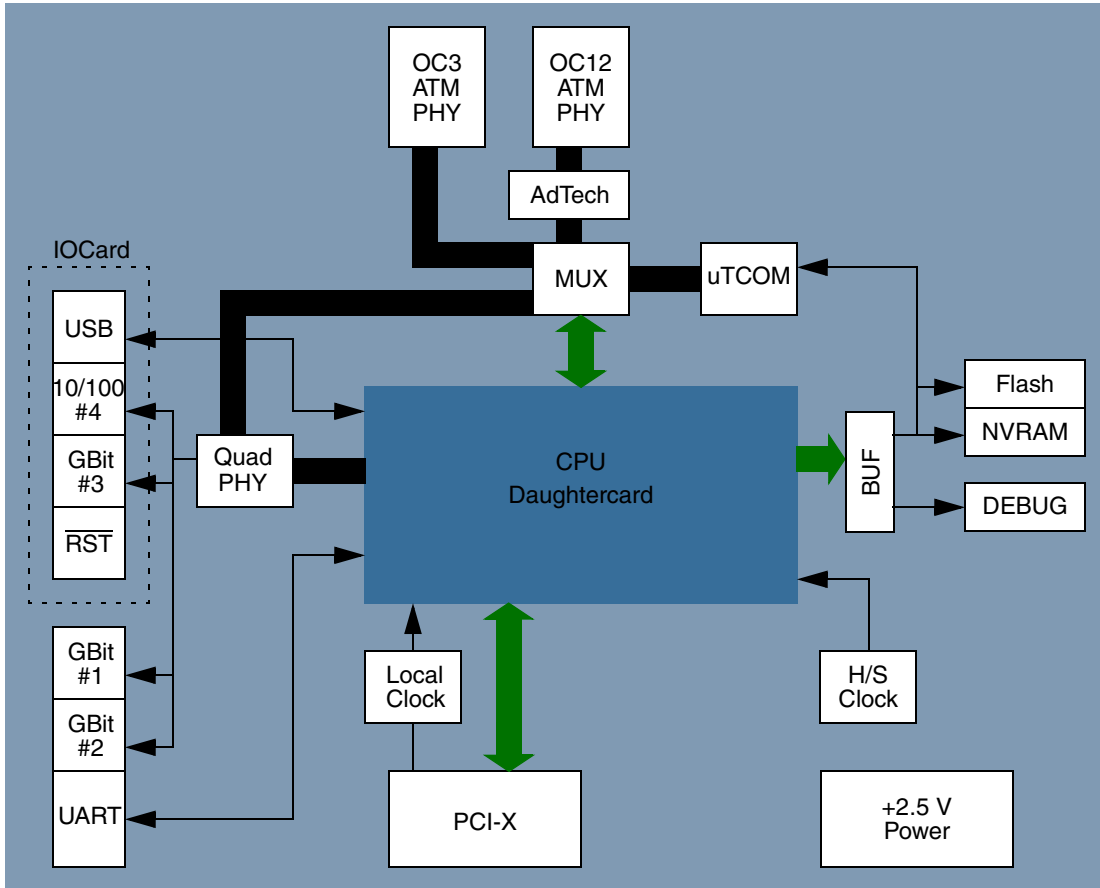 OC3
ATM
PHY
OC12
ATM
PHY
AdTech
IOCard
MUX
uTCOM
USB
10/100
#4
GBit
#3
RST
Quad
PHY
CPU
Daughtercard
BUF
Flash
NVRAM
DEBUG
GBit
#1
GBit
#2
UART
Local
Clock
H/S
Clock
PCI-X
+2.5 V
Power